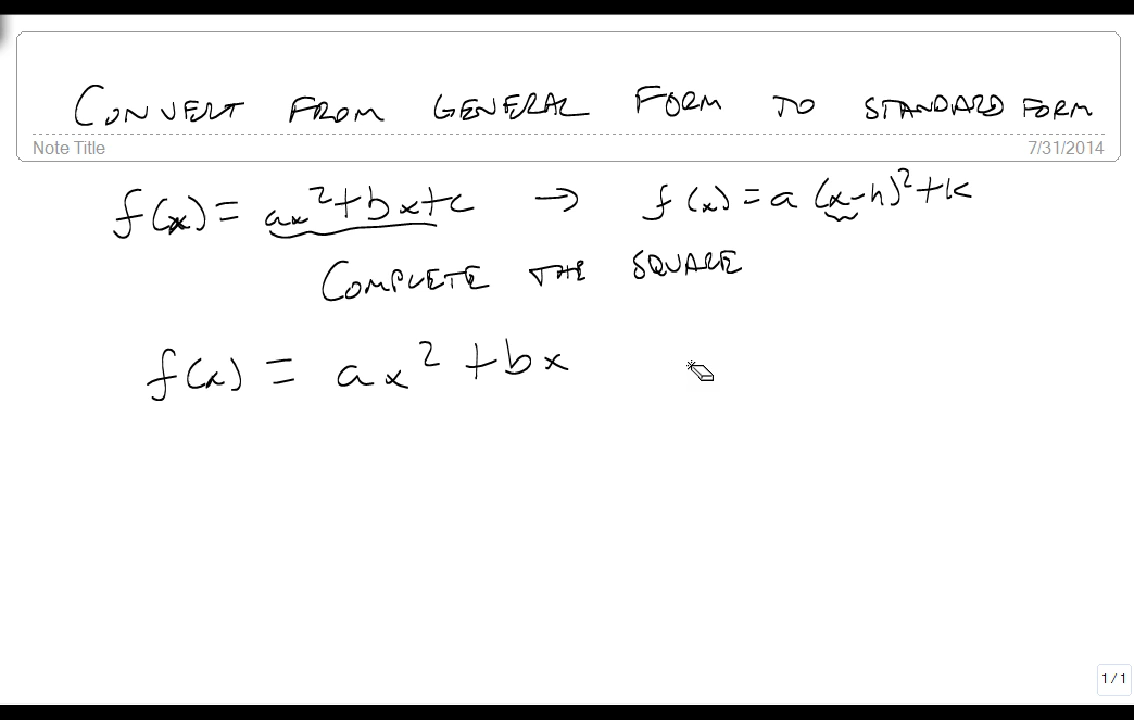 CONVERT FROM GENERAL FORM TO STANDARD FORM
Note Title 7/31/2014
f(x) = ax²+bx+c → f(x) = a(x-h)²+k
COMPLETE THE SQUARE
f(x) = ax² + bx
1/1